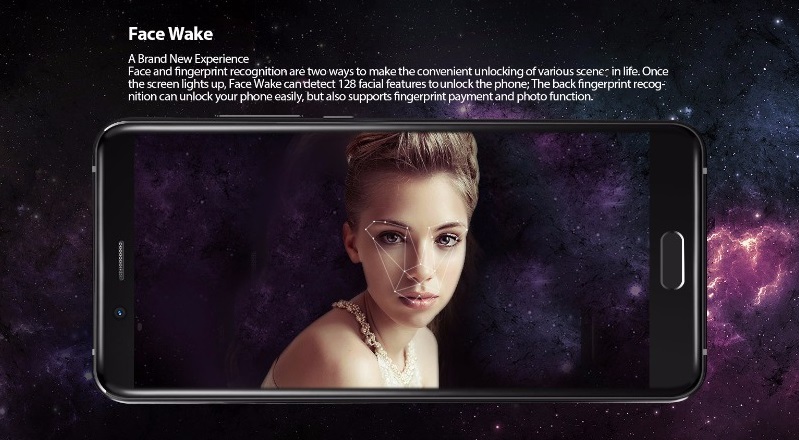 Face Wake
A Brand New Experience
Face and fingerprint recognition are two ways to make the convenient unlocking of various in life. Once
the screen lights up, Face Wake can detect 128 facial features to unlock the phone; The back fingerprint recog-
nition can unlock your phone easily, but also supports fingerprint payment and photo function.